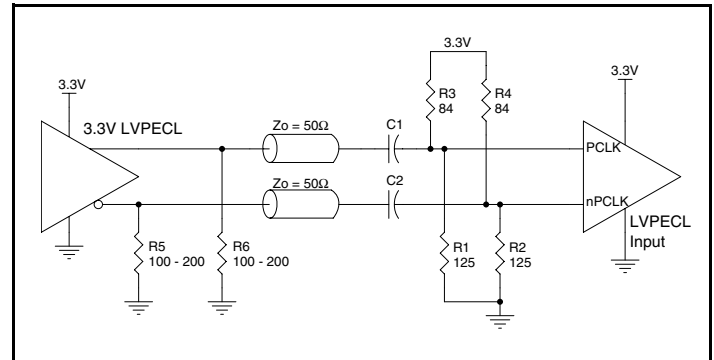 3.3V
3.3V LVPECL
R5
100 - 200
R6
100 - 200
Zo = 50Ω
Zo = 50Ω
C1
C2
3.3V
R3
84
R4
84
R1
125
R2
125
3.3V
PCLK
nPCLK
LVPECL
Input